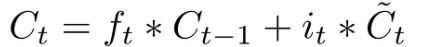 $C_t = f_t * C_{t-1} + i_t * \tilde{C}_t$